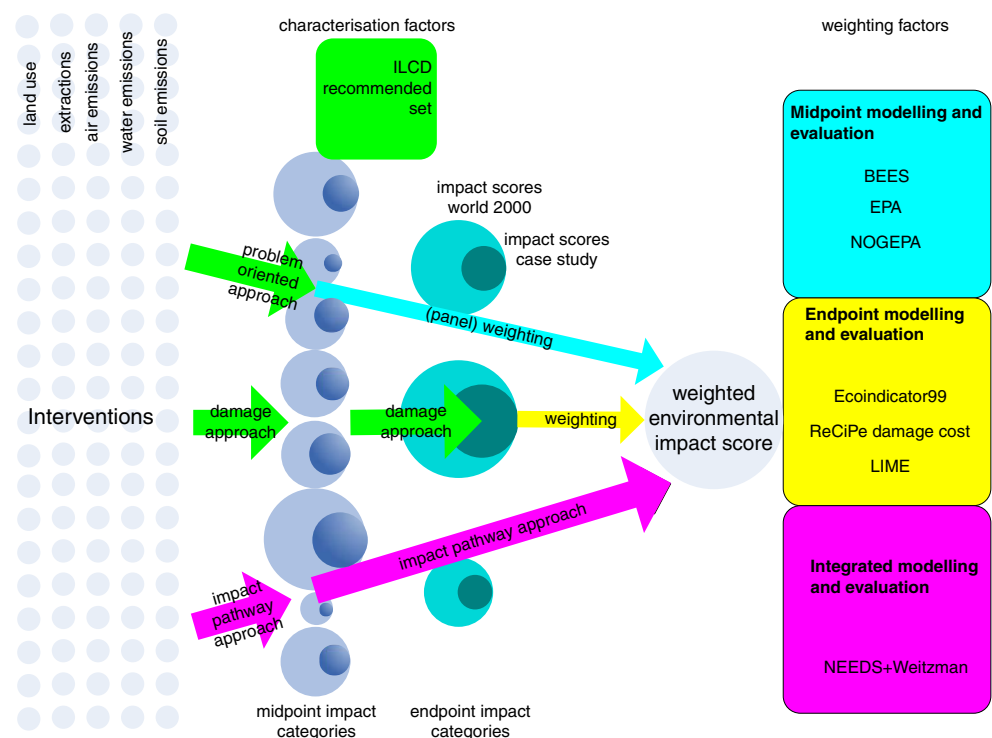 characterisation factors
weighting factors
land use
extractions
air emissions
water emissions
soil emissions
ILCD
recommended
set
impact scores
world 2000
impact scores
case study
problem
oriented
approach
(panel) weighting
Interventions
damage
approach
damage
approach
weighting
weighted
environmental
impact score
impact
pathway
approach
impact pathway approach
midpoint impact
categories
endpoint impact
categories
Midpoint modelling and
evaluation
BEES
EPA
NOGEPA
Endpoint modelling
and evaluation
Ecoindicator99
ReCiPe damage cost
LIME
Integrated modelling
and evaluation
NEEDS+Weitzman